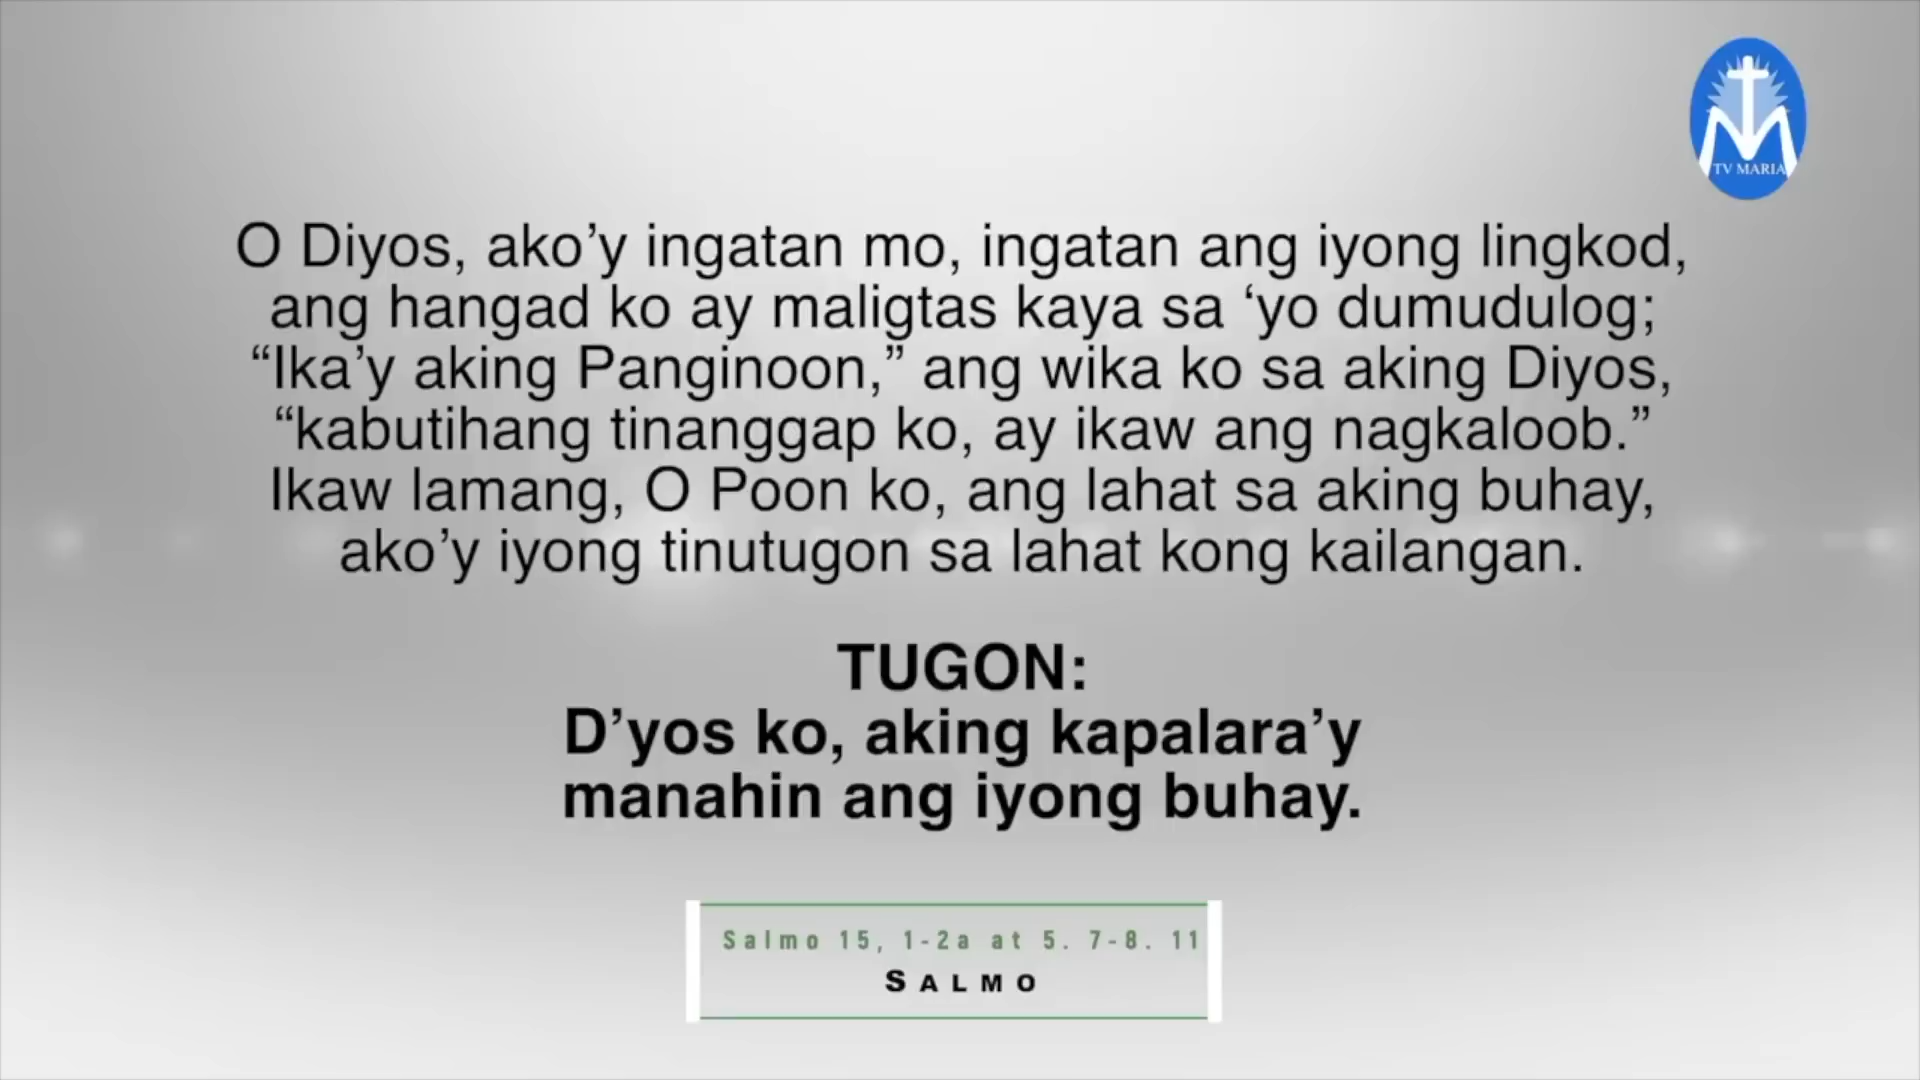 TV MARIA
O Diyos, ako’y ingatan mo, ingatan ang iyong lingkod,
ang hangad ko ay maligtas kaya sa ‘yo dumudulog;
“Ika’y aking Panginoon,” ang wika ko sa aking Diyos,
“kabutihang tinanggap ko, ay ikaw ang nagkaloob.”
Ikaw lamang, O Poon ko, ang lahat sa aking buhay,
ako’y iyong tinutugon sa lahat kong kailangan.
TUGON:
D’yos ko, aking kapalara’y
manahin ang iyong buhay.
Salmo 15, 1-2a at 5. 7-8. 11
SALMO